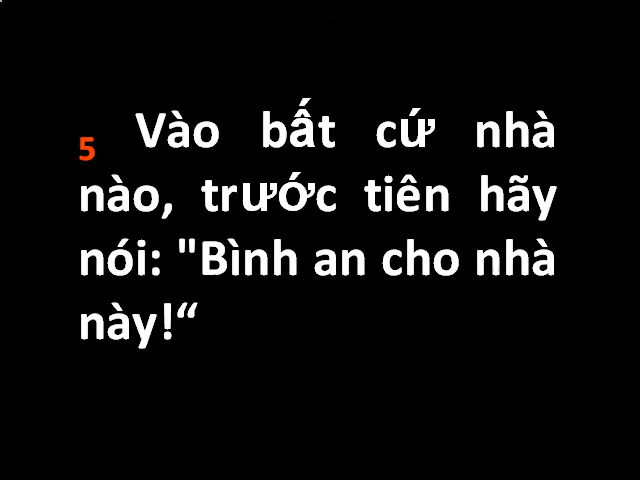 5 Vào bất cứ nhà
nào, trước tiên hãy
nói: "Bình an cho nhà
này!“